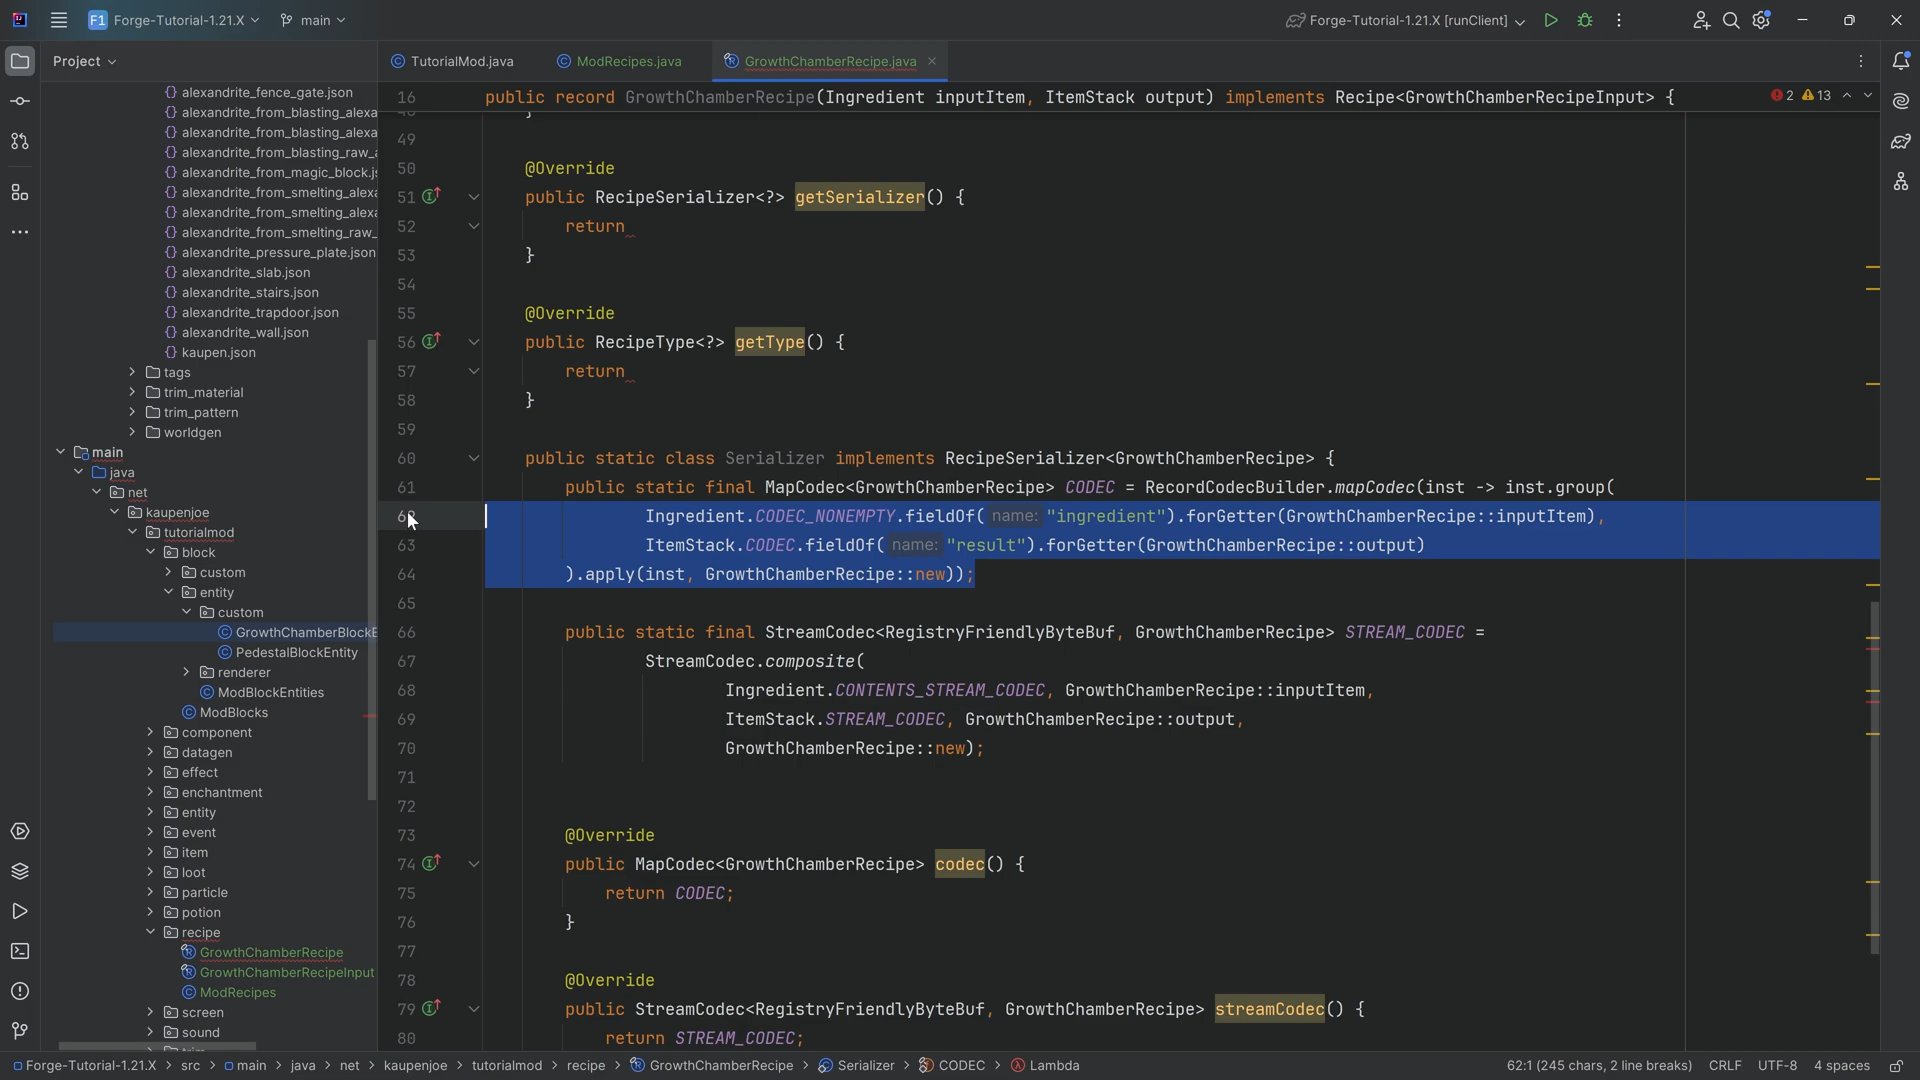 F1 Forge-Tutorial-1.21.X main Forge-Tutorial-1.21.X [runClient]
Project
TutorialMod.java ModRecipes.java GrowthChamberRecipe.java
alexandrite_fence_gate.json
alexandrite_from_blasting_alexa
alexandrite_from_blasting_alexa
alexandrite_from_blasting_raw_a
alexandrite_from_magic_block.js
alexandrite_from_smelting_alexa
alexandrite_from_smelting_alexa
alexandrite_from_smelting_raw_
alexandrite_pressure_plate.json
alexandrite_slab.json
alexandrite_stairs.json
alexandrite_trapdoor.json
alexandrite_wall.json
kaupen.json
tags
trim_material
trim_pattern
worldgen
main
java
net
kaupenjoe
tutorialmod
block
custom
entity
custom
GrowthChamberBlockE
PedestalBlockEntity
renderer
ModBlockEntities
ModBlocks
component
datagen
effect
enchantment
entity
event
item
loot
particle
potion
recipe
GrowthChamberRecipe
GrowthChamberRecipeInput
ModRecipes
screen
sound
16 public record GrowthChamberRecipe(Ingredient inputItem, ItemStack output) implements Recipe<GrowthChamberRecipeInput> { 2 13
49
50 @Override
51 public RecipeSerializer<?> getSerializer() {
52 return
53 }
54
55 @Override
56 public RecipeType<?> getType() {
57 return
58 }
59
60 public static class Serializer implements RecipeSerializer<GrowthChamberRecipe> {
61 public static final MapCodec<GrowthChamberRecipe> CODEC = RecordCodecBuilder.mapCodec(inst -> inst.group(
62 Ingredient.CODEC_NONEMPTY.fieldOf( name: "ingredient").forGetter(GrowthChamberRecipe::inputItem),
63 ItemStack.CODEC.fieldOf( name: "result").forGetter(GrowthChamberRecipe::output)
64 ).apply(inst, GrowthChamberRecipe::new));
65
66 public static final StreamCodec<RegistryFriendlyByteBuf, GrowthChamberRecipe> STREAM_CODEC =
67 StreamCodec.composite(
68 Ingredient.CONTENTS_STREAM_CODEC, GrowthChamberRecipe::inputItem,
69 ItemStack.STREAM_CODEC, GrowthChamberRecipe::output,
70 GrowthChamberRecipe::new);
71
72
73 @Override
74 public MapCodec<GrowthChamberRecipe> codec() {
75 return CODEC;
76 }
77
78 @Override
79 public StreamCodec<RegistryFriendlyByteBuf, GrowthChamberRecipe> streamCodec() {
80 return STREAM_CODEC;
Forge-Tutorial-1.21.X > src > main > java > net > kaupenjoe > tutorialmod > recipe > GrowthChamberRecipe > Serializer > CODEC > Lambda 62:1 (245 chars, 2 line breaks) CRLF UTF-8 4 spaces